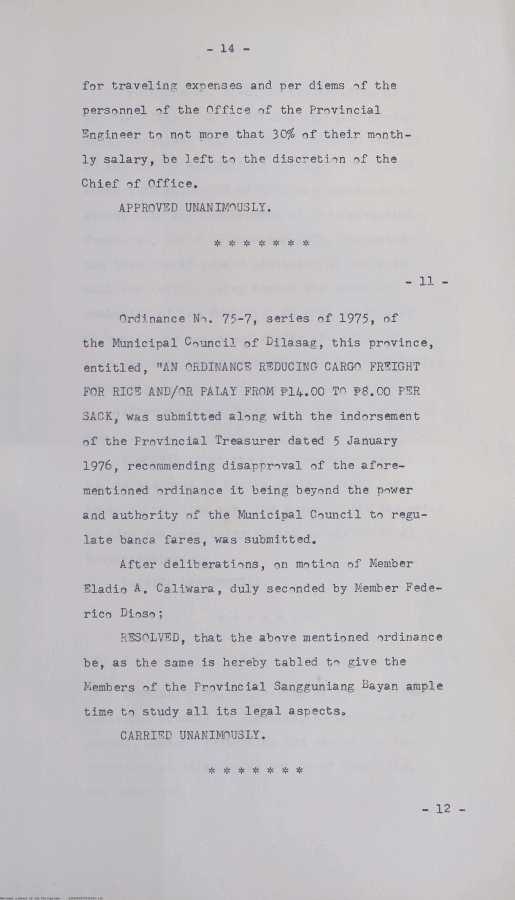 - 14 -
for traveling expenses and per diems of the
personnel of the Office of the Provincial
Engineer to not more that 30% of their month-
ly salary, be left to the discretion of the
Chief of Office.
APPROVED UNANIMOUSLY.
* * * * * * *
- 11 -
Ordinance No. 75-7, series of 1975, of
the Municipal Council of Dilasag, this province,
entitled, "AN ORDINANCE REDUCING CARGO FREIGHT
FOR RICE AND/OR PALAY FROM ₱14.00 TO ₱8.00 PER
SACK, was submitted along with the indorsement
of the Provincial Treasurer dated 5 January
1976, recommending disapproval of the afore-
mentioned ordinance it being beyond the power
and authority of the Municipal Council to regu-
late banca fares, was submitted.
After deliberations, on motion of Member
Eladio A. Caliwara, duly seconded by Member Fede-
rico Dioso;
RESOLVED, that the above mentioned ordinance
be, as the same is hereby tabled to give the
Members of the Provincial Sangguniang Bayan ample
time to study all its legal aspects.
CARRIED UNANIMOUSLY.
* * * * * * *
- 12 -